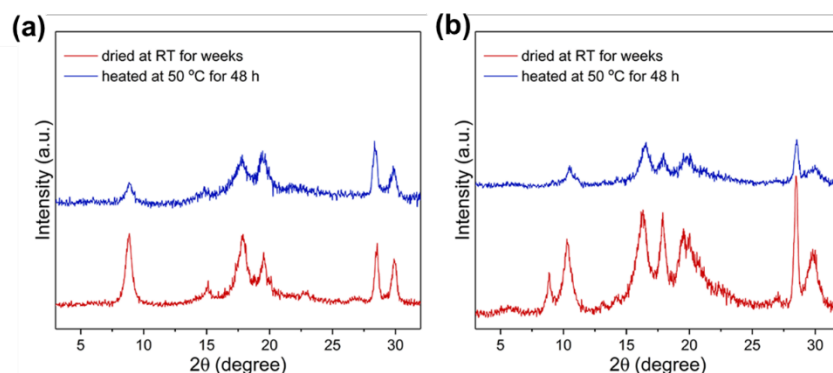 (a)
dried at RT for weeks
heated at 50 °C for 48 h
Intensity (a.u.)
5 10 15 20 25 30
2θ (degree)
(b)
dried at RT for weeks
heated at 50 °C for 48 h
Intensity (a.u.)
5 10 15 20 25 30
2θ (degree)